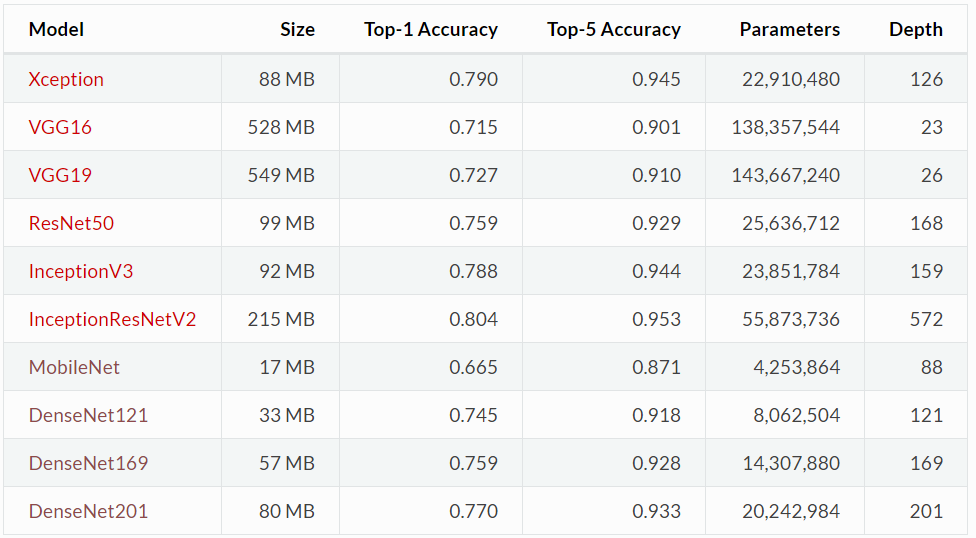 Model Size Top-1 Accuracy Top-5 Accuracy Parameters Depth
Xception 88 MB 0.790 0.945 22,910,480 126
VGG16 528 MB 0.715 0.901 138,357,544 23
VGG19 549 MB 0.727 0.910 143,667,240 26
ResNet50 99 MB 0.759 0.929 25,636,712 168
InceptionV3 92 MB 0.788 0.944 23,851,784 159
InceptionResNetV2 215 MB 0.804 0.953 55,873,736 572
MobileNet 17 MB 0.665 0.871 4,253,864 88
DenseNet121 33 MB 0.745 0.918 8,062,504 121
DenseNet169 57 MB 0.759 0.928 14,307,880 169
DenseNet201 80 MB 0.770 0.933 20,242,984 201